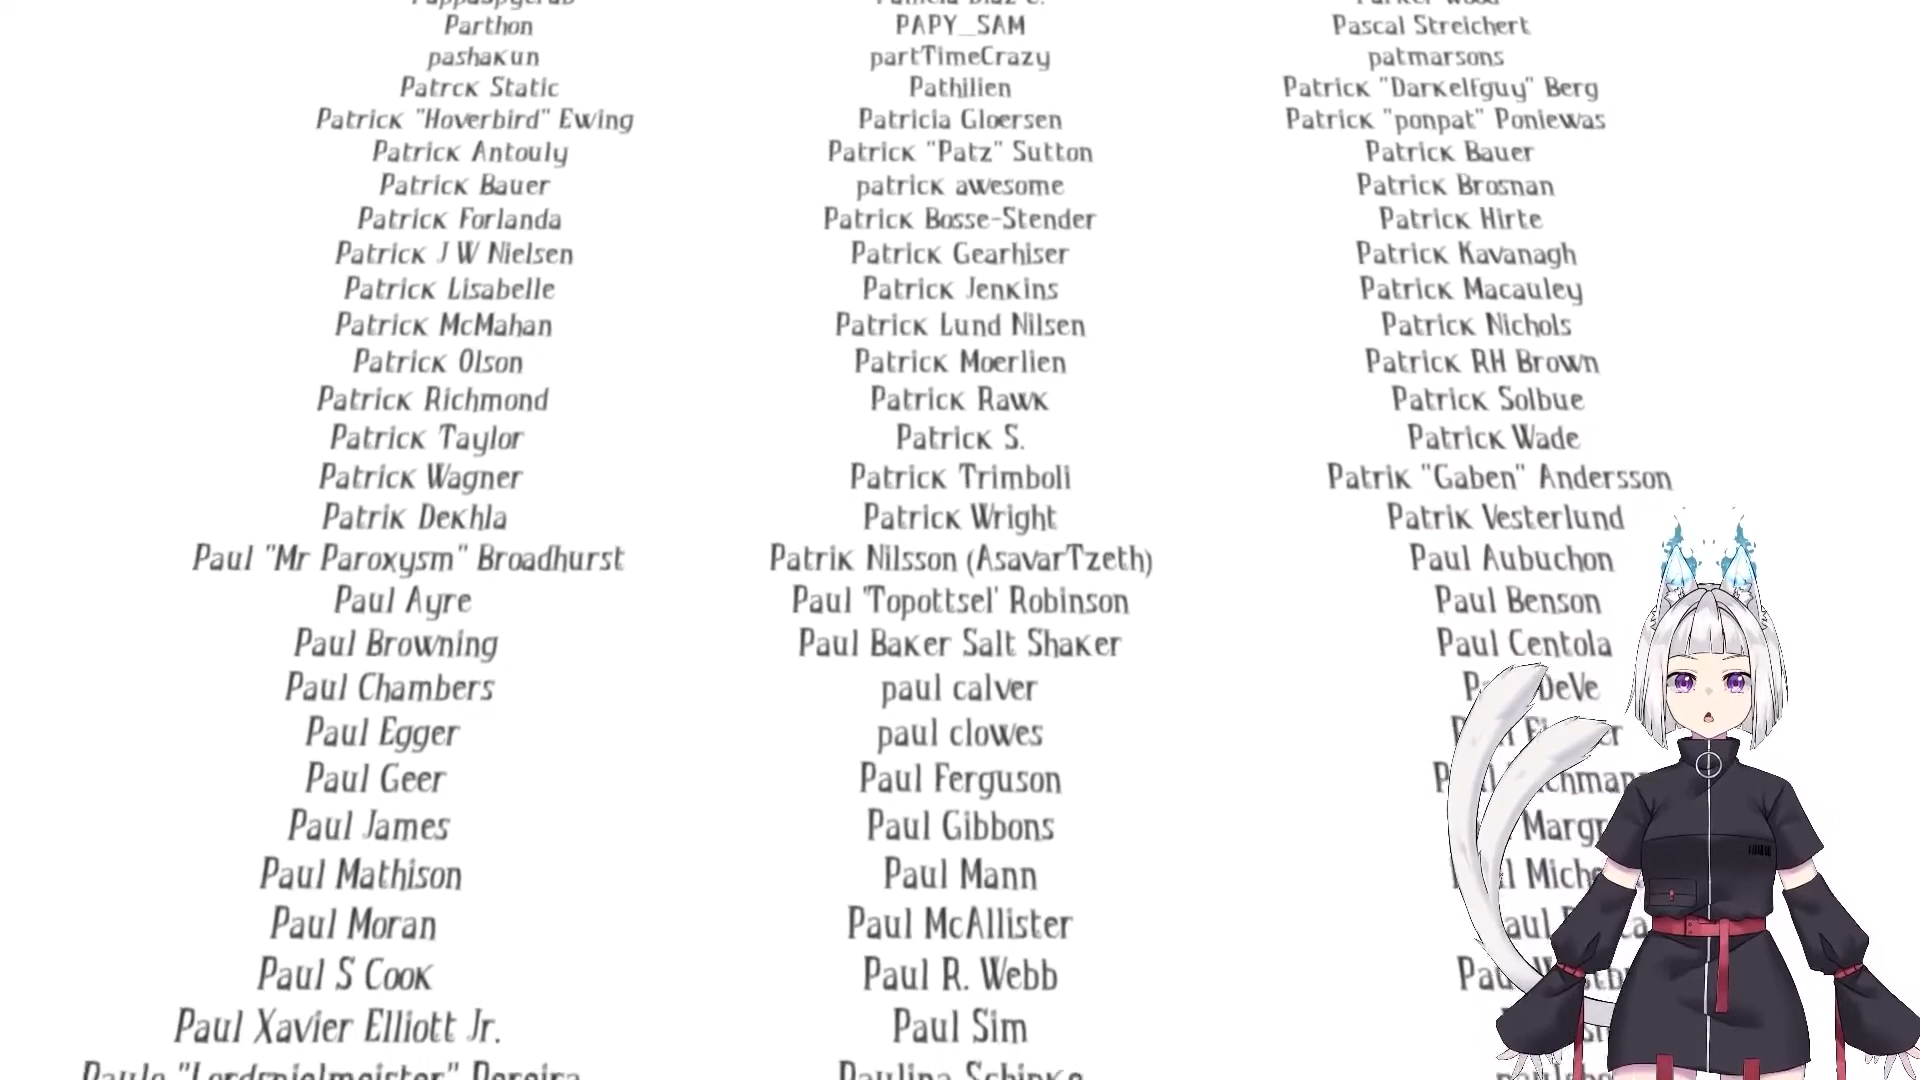 Parthon PAPY_SAM Pascal Streichert
pashakun partTimeCrazy patmarsons
Patrck Static Pathilien Patrick "Darkelfguy" Berg
Patrick "Hoverbird" Ewing Patricia Gloersen Patrick "ponpat" Poniewas
Patrick Antouly Patrick "Patz" Sutton Patrick Bauer
Patrick Bauer patrick awesome Patrick Brosnan
Patrick Forlanda Patrick Bosse-Stender Patrick Hirte
Patrick J W Nielsen Patrick Gearhiser Patrick Kavanagh
Patrick Lisabelle Patrick Jenkins Patrick Macauley
Patrick McMahan Patrick Lund Nilsen Patrick Nichols
Patrick Olson Patrick Moerlien Patrick RH Brown
Patrick Richmond Patrick Rawk Patrick Solbue
Patrick Taylor Patrick S. Patrick Wade
Patrick Wagner Patrick Trimboli Patrik "Gaben" Andersson
Patrik Dekhla Patrick Wright Patrik Vesterlund
Paul "Mr Paroxysm" Broadhurst Patrik Nilsson (AsavarTzeth) Paul Aubuchon
Paul Ayre Paul 'Topottsel' Robinson Paul Benson
Paul Browning Paul Baker Salt Shaker Paul Centola
Paul Chambers paul calver DeVe
Paul Egger paul clowes
Paul Geer Paul Ferguson
Paul James Paul Gibbons
Paul Mathison Paul Mann
Paul Moran Paul McAllister
Paul S Cook Paul R. Webb
Paul Xavier Elliott Jr. Paul Sim